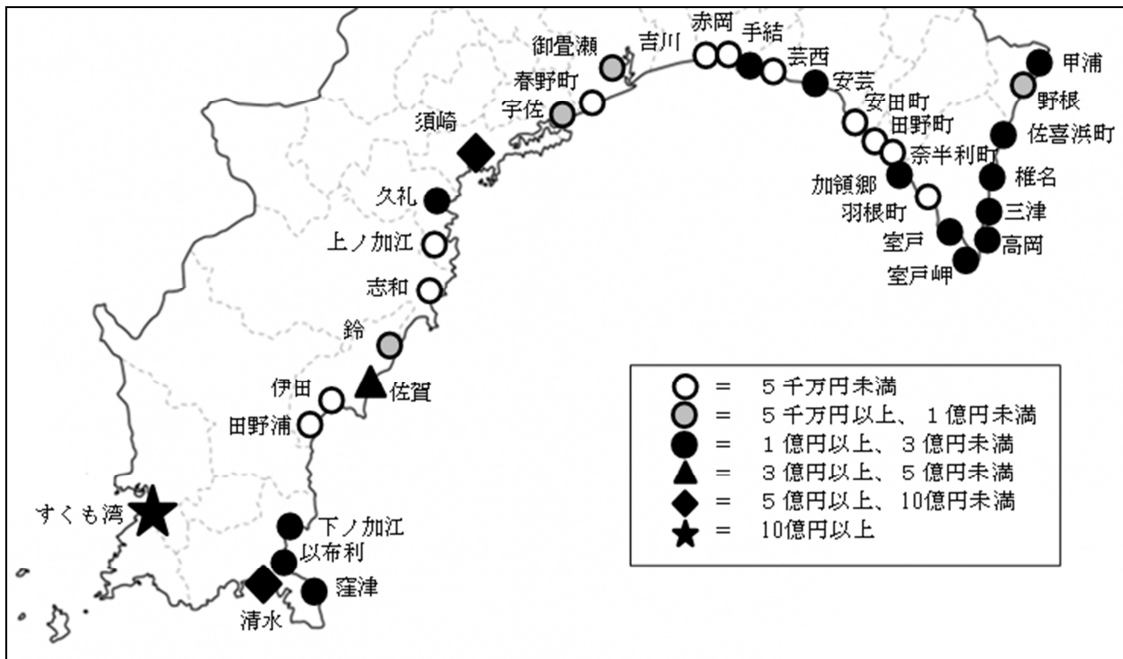 赤岡
手結
吉川
芸西
御畳瀬
安芸
甲浦
春野町
野根
宇佐
安田町
須崎
田野町
佐喜浜町
奈半利町
加領郷
椎名
久礼
羽根町
三津
上ノ加江
室戸
高岡
室戸岬
志和
鈴
佐賀
伊田
田野浦
すくも湾
下ノ加江
以布利
窪津
清水
= 5千万円未満
= 5千万円以上、1億円未満
= 1億円以上、3億円未満
= 3億円以上、5億円未満
= 5億円以上、10億円未満
= 10億円以上